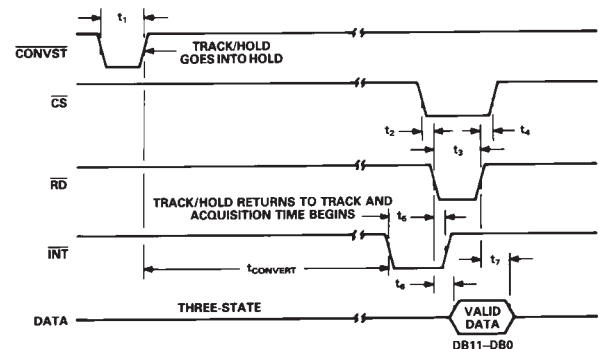 t1
CONVST
TRACK/HOLD
GOES INTO HOLD
CS
t2
t3
t4
RD
TRACK/HOLD RETURNS TO TRACK AND
ACQUISITION TIME BEGINS
t5
INT
tCONVERT
t6
t7
DATA
THREE-STATE
VALID
DATA
DB11–DB0